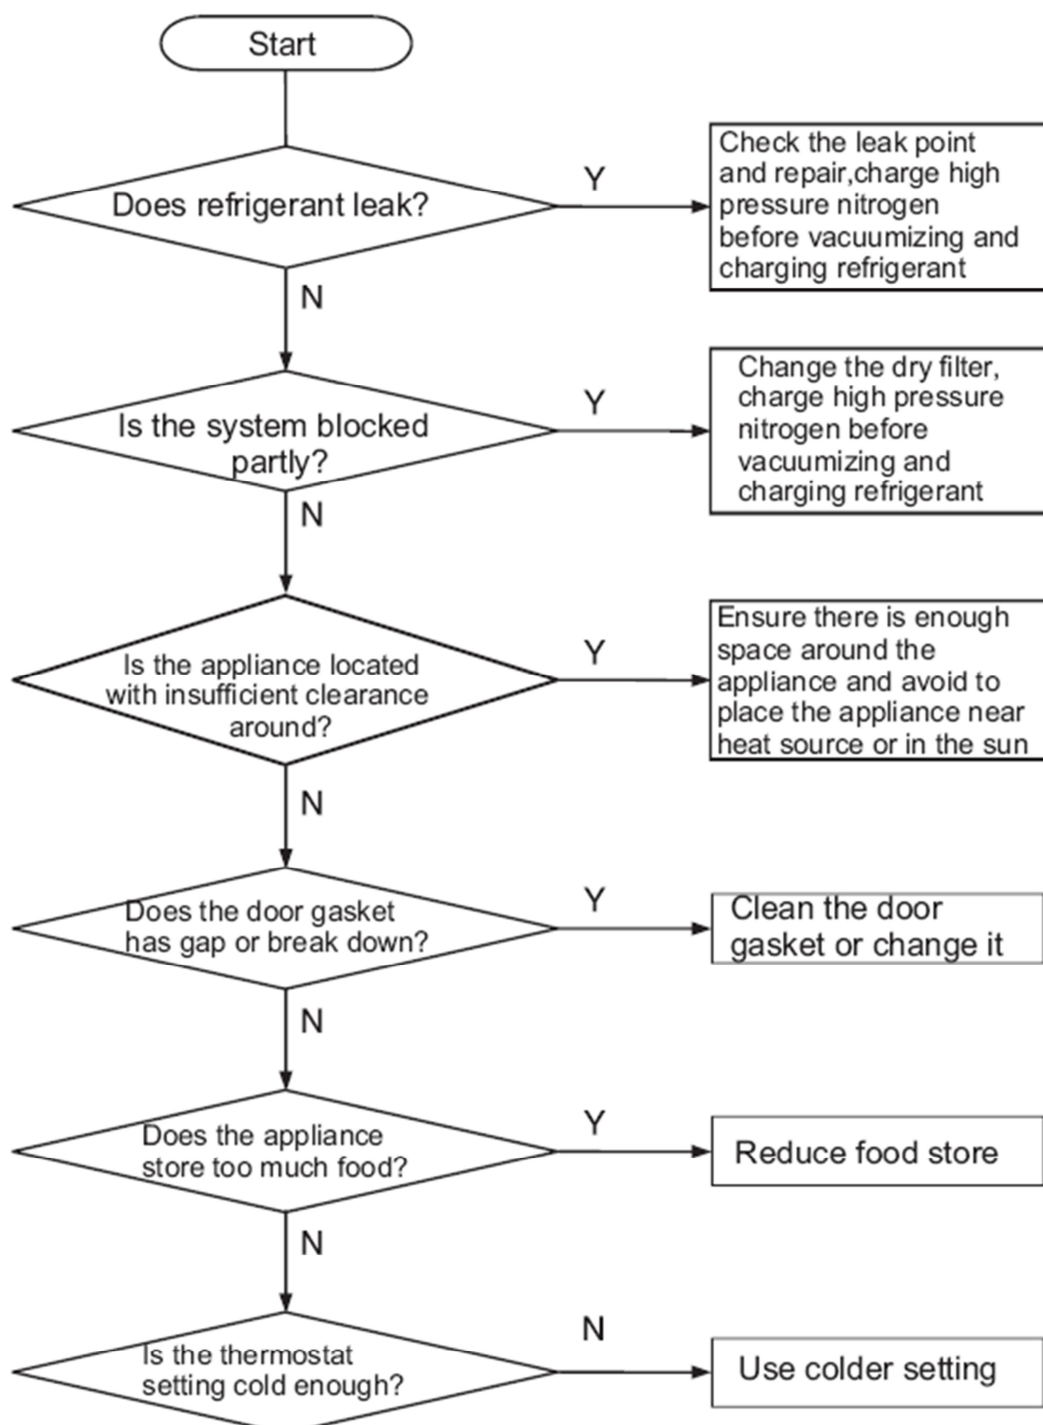 Start
Does refrigerant leak?
Y
Check the leak point
and repair,charge high
pressure nitrogen
before vacuumizing and
charging refrigerant
N
Is the system blocked
partly?
Y
Change the dry filter,
charge high pressure
nitrogen before
vacuumizing and
charging refrigerant
N
Is the appliance located
with insufficient clearance
around?
Y
Ensure there is enough
space around the
appliance and avoid to
place the appliance near
heat source or in the sun
N
Does the door gasket
has gap or break down?
Y
Clean the door
gasket or change it
N
Does the appliance
store too much food?
Y
Reduce food store
N
Is the thermostat
setting cold enough?
N
Use colder setting